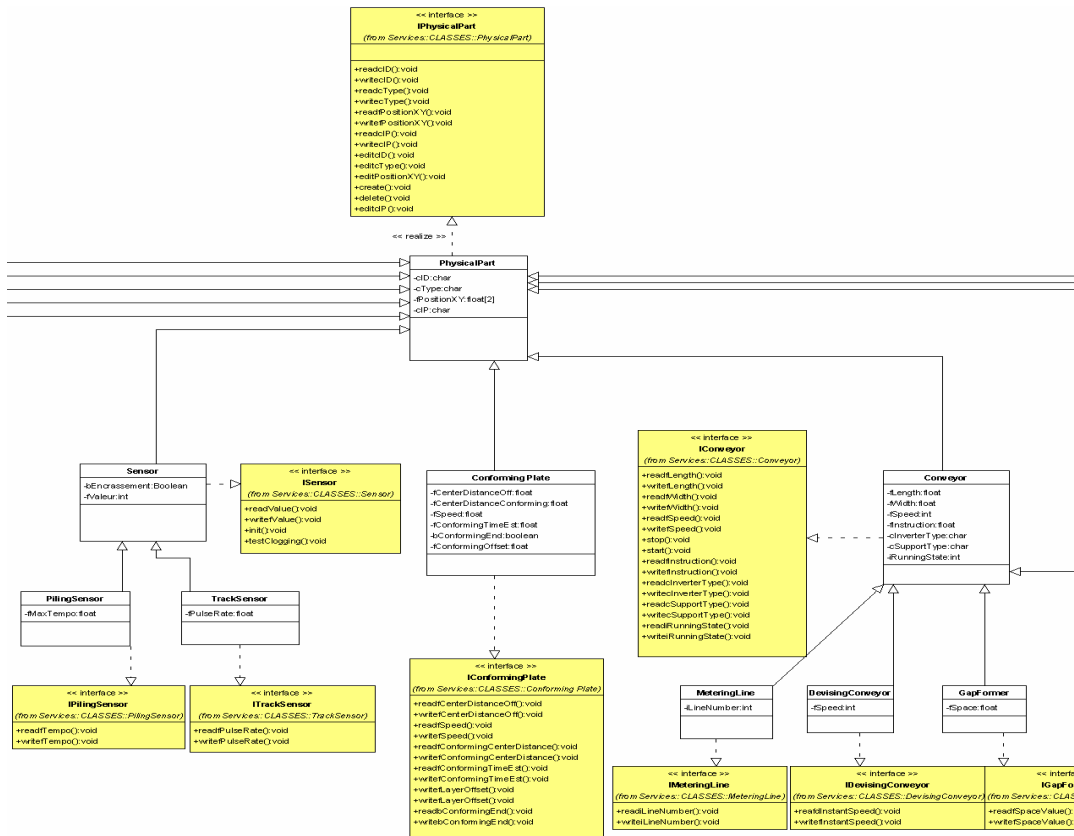 << interface >>
IPhysicalPart
(from Services::CLASSES::PhysicalPart)
+readcID():void
+writecID():void
+readcType():void
+writecType():void
+readfPositionXY():void
+writefPositionXY():void
+readcIP():void
+writecIP():void
+editcID():void
+editcType():void
+editPositionXY():void
+create():void
+delete():void
+editcIP():void
<< realize >>
PhysicalPart
-cID:char
-cType:char
-fPositionXY:float[2]
-cIP:char
Sensor
-bEncrassement:Boolean
-fValeur:int
<< interface >>
ISensor
(from Services::CLASSES::Sensor)
+readValue():void
+writefValue():void
+init():void
+testClogging():void
Conforming Plate
-fCenterDistanceOff:float
-fCenterDistanceConforming:float
-fSpeed:float
-fConformingTimeEst:float
-bConformingEnd:boolean
-fConformingOffset:float
<< interface >>
IConveyor
(from Services::CLASSES::Conveyor)
+readfLength():void
+writefLength():void
+readfWidth():void
+writefWidth():void
+readfSpeed():void
+writefSpeed():void
+stop():void
+start():void
+readfInstruction():void
+writefInstruction():void
+readcInverterType():void
+writecInverterType():void
+readcSupportType():void
+writecSupportType():void
+readiRunningState():void
+writeiRunningState():void
Conveyor
-fLength:float
-fWidth:float
-fSpeed:int
-fInstruction:float
-cInverterType:char
-cSupportType:char
-iRunningState:int
PilingSensor
-fMaxTempo:float
TrackSensor
-fPulseRate:float
<< interface >>
IPilingSensor
(from Services::CLASSES::PilingSensor)
+readfTempo():void
+writefTempo():void
<< interface >>
ITrackSensor
(from Services::CLASSES::TrackSensor)
+readfPulseRate():void
+writefPulseRate():void
<< interface >>
IConformingPlate
(from Services::CLASSES::Conforming Plate)
+readfCenterDistanceOff():void
+writefCenterDistanceOff():void
+readfSpeed():void
+writefSpeed():void
+readfConformingCenterDistance():void
+writefConformingCenterDistance():void
+readfConformingTimeEst():void
+writefConformingTimeEst():void
+writefLayerOffset():void
+writefLayerOffset():void
+readbConformingEnd():void
+writebConformingEnd():void
MeteringLine
-iLineNumber:int
DevisingConveyor
-fSpeed:int
GapFormer
-fSpace:float
<< interface >>
IMeteringLine
(from Services::CLASSES::MeteringLine)
+readiLineNumber():void
+writeiLineNumber():void
<< interface >>
IDevisingConveyor
(from Services::CLASSES::DevisingConveyor)
+reafdInstantSpeed():void
+writefInstantSpeed():void
<< interf
IGapFo
(from Services::CLAS
+readfSpaceValue():
+writefSpaceValue():